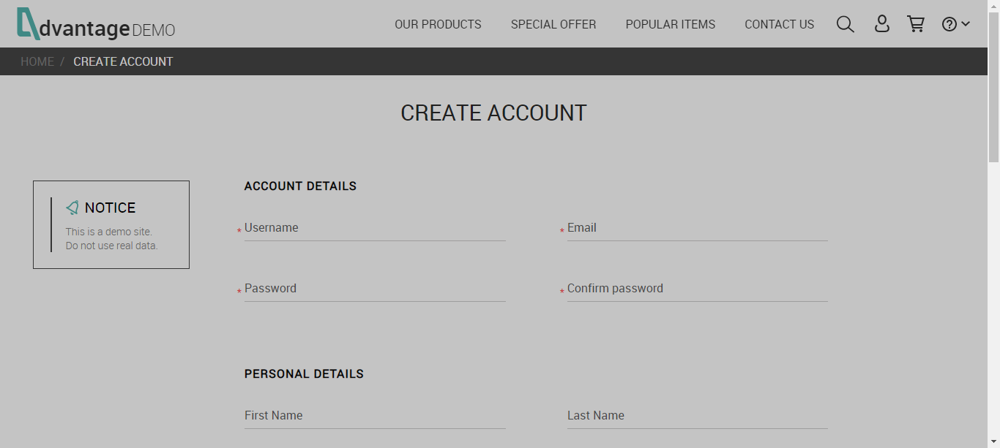 dvantage DEMO
OUR PRODUCTS SPECIAL OFFER POPULAR ITEMS CONTACT US
HOME / CREATE ACCOUNT
CREATE ACCOUNT
NOTICE
This is a demo site.
Do not use real data.
ACCOUNT DETAILS
* Username
* Email
* Password
* Confirm password
PERSONAL DETAILS
First Name
Last Name